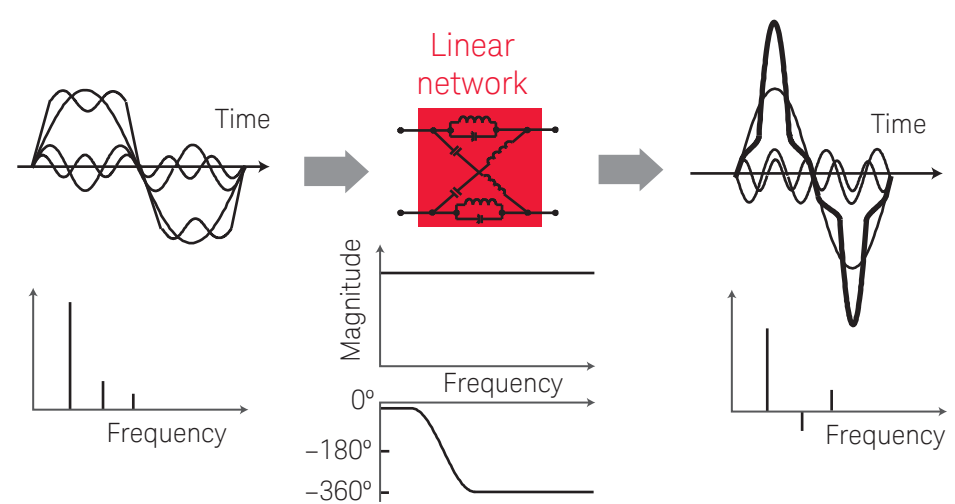 Linear
network
Time
Time
Magnitude
Frequency
Frequency
Frequency
0º
–180º
–360º